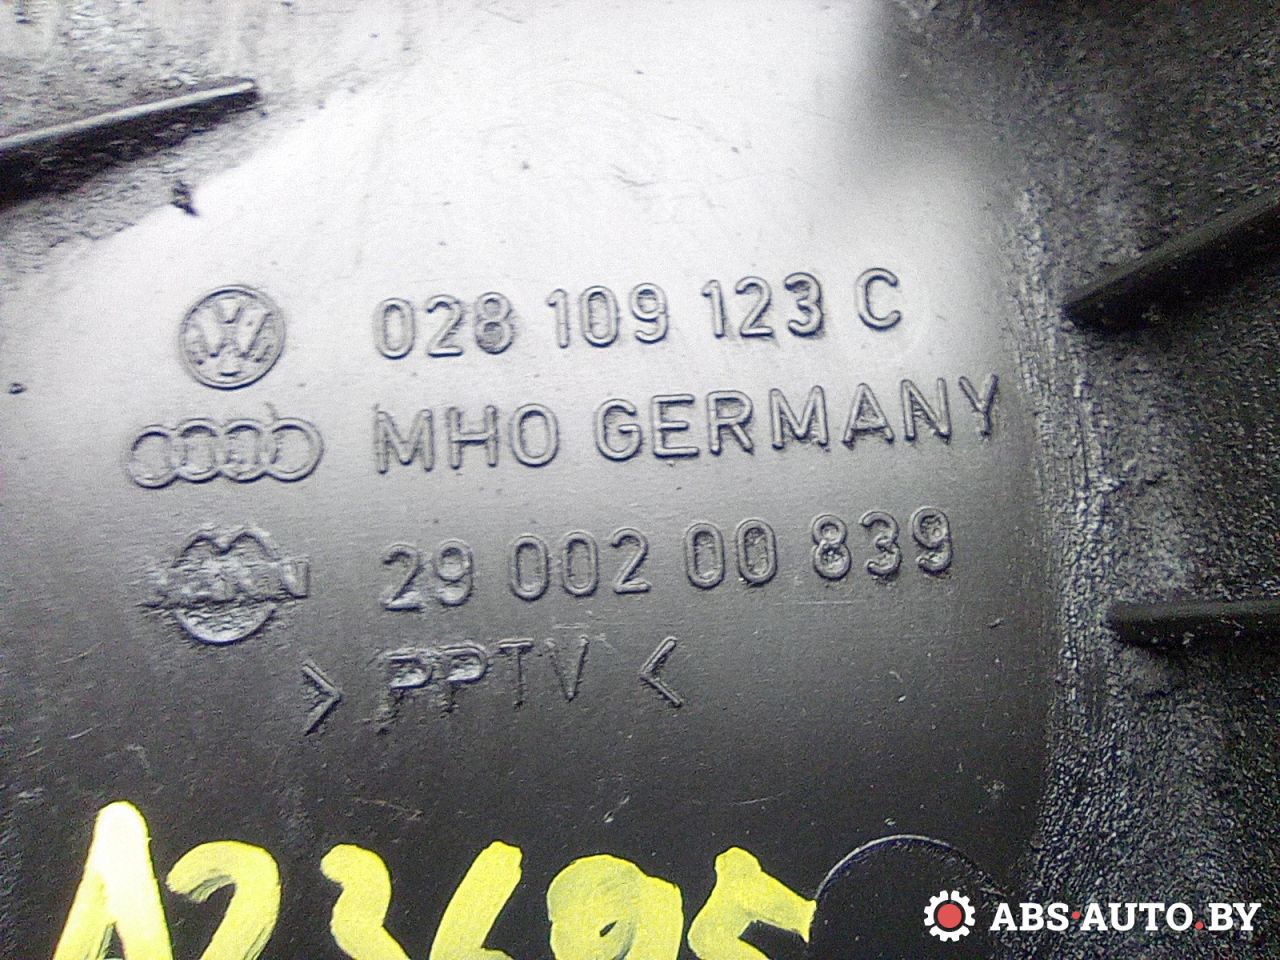 028 109 123 C
MHO GERMANY
29 002 00 839
> PPTV <
ABS·AUTO.BY